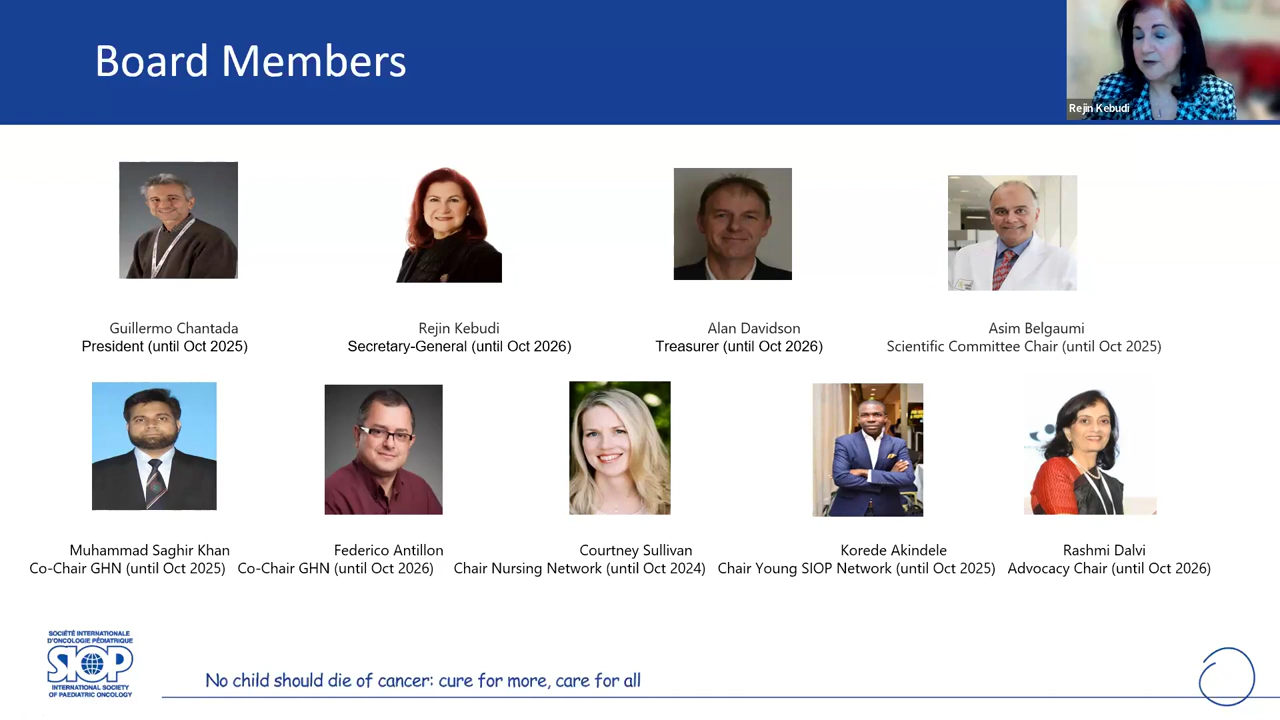 Board Members
Rejin Kebudi
Guillermo Chantada
President (until Oct 2025)
Rejin Kebudi
Secretary-General (until Oct 2026)
Alan Davidson
Treasurer (until Oct 2026)
Asim Belgaumi
Scientific Committee Chair (until Oct 2025)
Muhammad Saghir Khan
Co-Chair GHN (until Oct 2025)
Federico Antillon
Co-Chair GHN (until Oct 2026)
Courtney Sullivan
Chair Nursing Network (until Oct 2024)
Korede Akindele
Chair Young SIOP Network (until Oct 2025)
Rashmi Dalvi
Advocacy Chair (until Oct 2026)
SOCIÉTÉ INTERNATIONALE
D'ONCOLOGIE PÉDIATRIQUE
SIOP
INTERNATIONAL SOCIETY
OF PAEDIATRIC ONCOLOGY
No child should die of cancer: cure for more, care for all